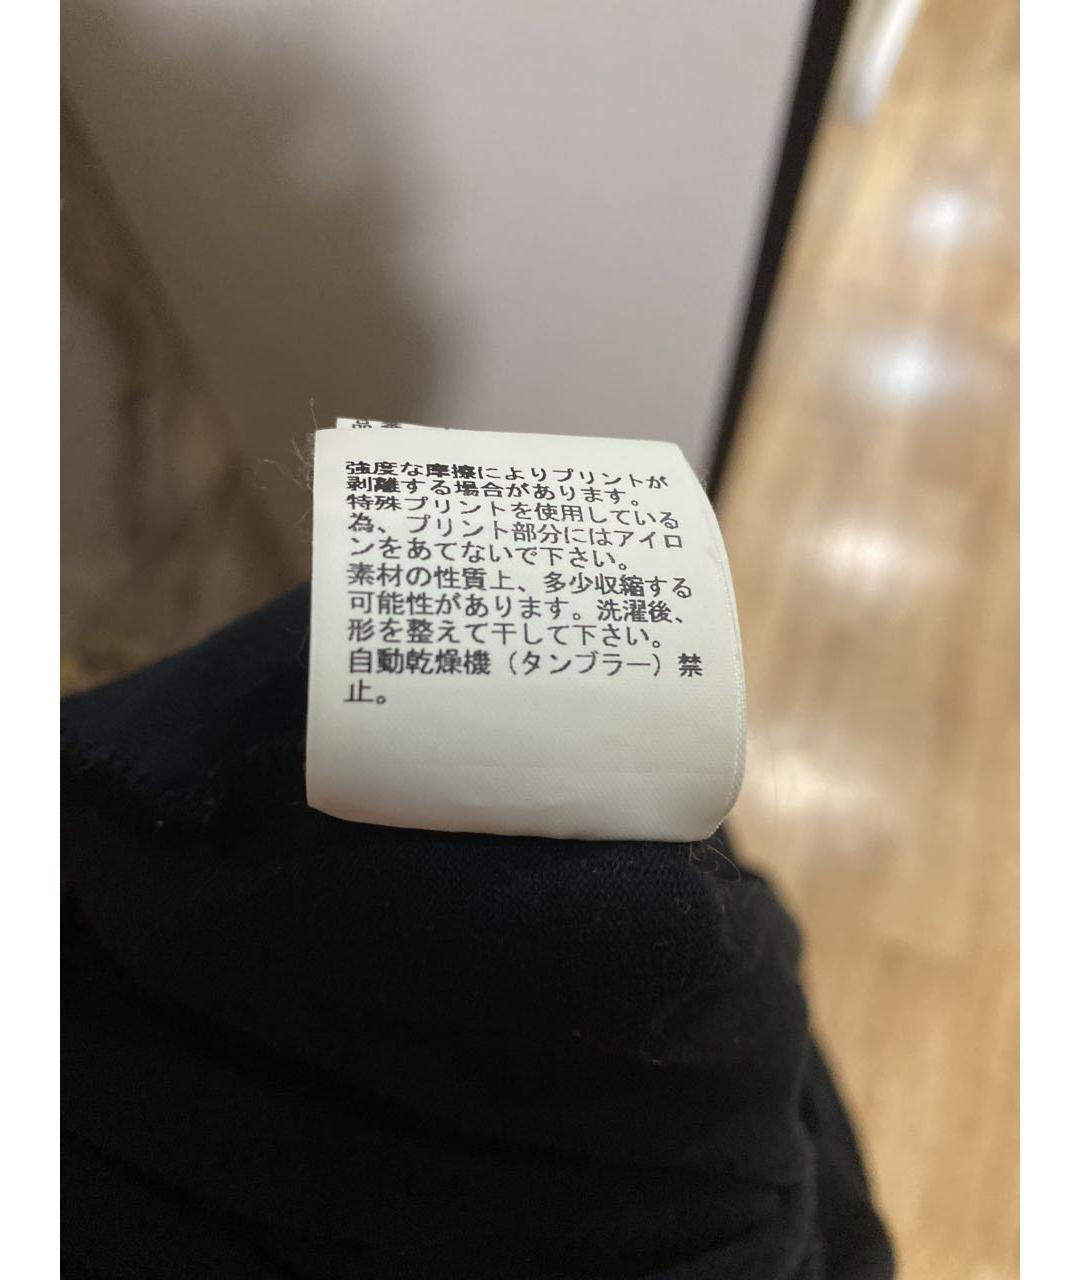 品番
強度な摩擦によりプリントが
剥離する場合があります。
特殊プリントを使用している
為、プリント部分にはアイロ
ンをあてないで下さい。
素材の性質上、多少収縮する
可能性があります。洗濯後、
形を整えて干して下さい。
自動乾燥機（タンブラー）禁
止。